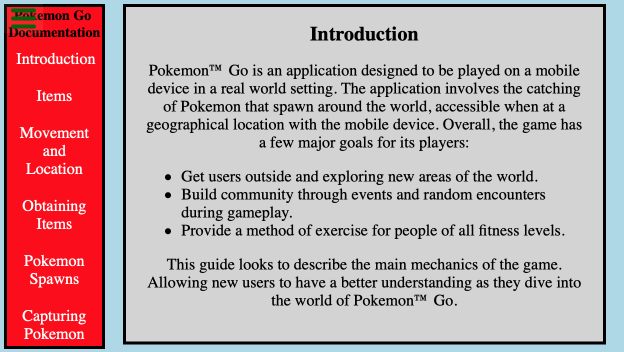 Pokemon Go
Documentation
Introduction
Items
Movement
and
Location
Obtaining
Items
Pokemon
Spawns
Capturing
Pokemon
Introduction
Pokemon™ Go is an application designed to be played on a mobile
device in a real world setting. The application involves the catching
of Pokemon that spawn around the world, accessible when at a
geographical location with the mobile device. Overall, the game has
a few major goals for its players:
• Get users outside and exploring new areas of the world.
• Build community through events and random encounters
during gameplay.
• Provide a method of exercise for people of all fitness levels.
This guide looks to describe the main mechanics of the game.
Allowing new users to have a better understanding as they dive into
the world of Pokemon™ Go.